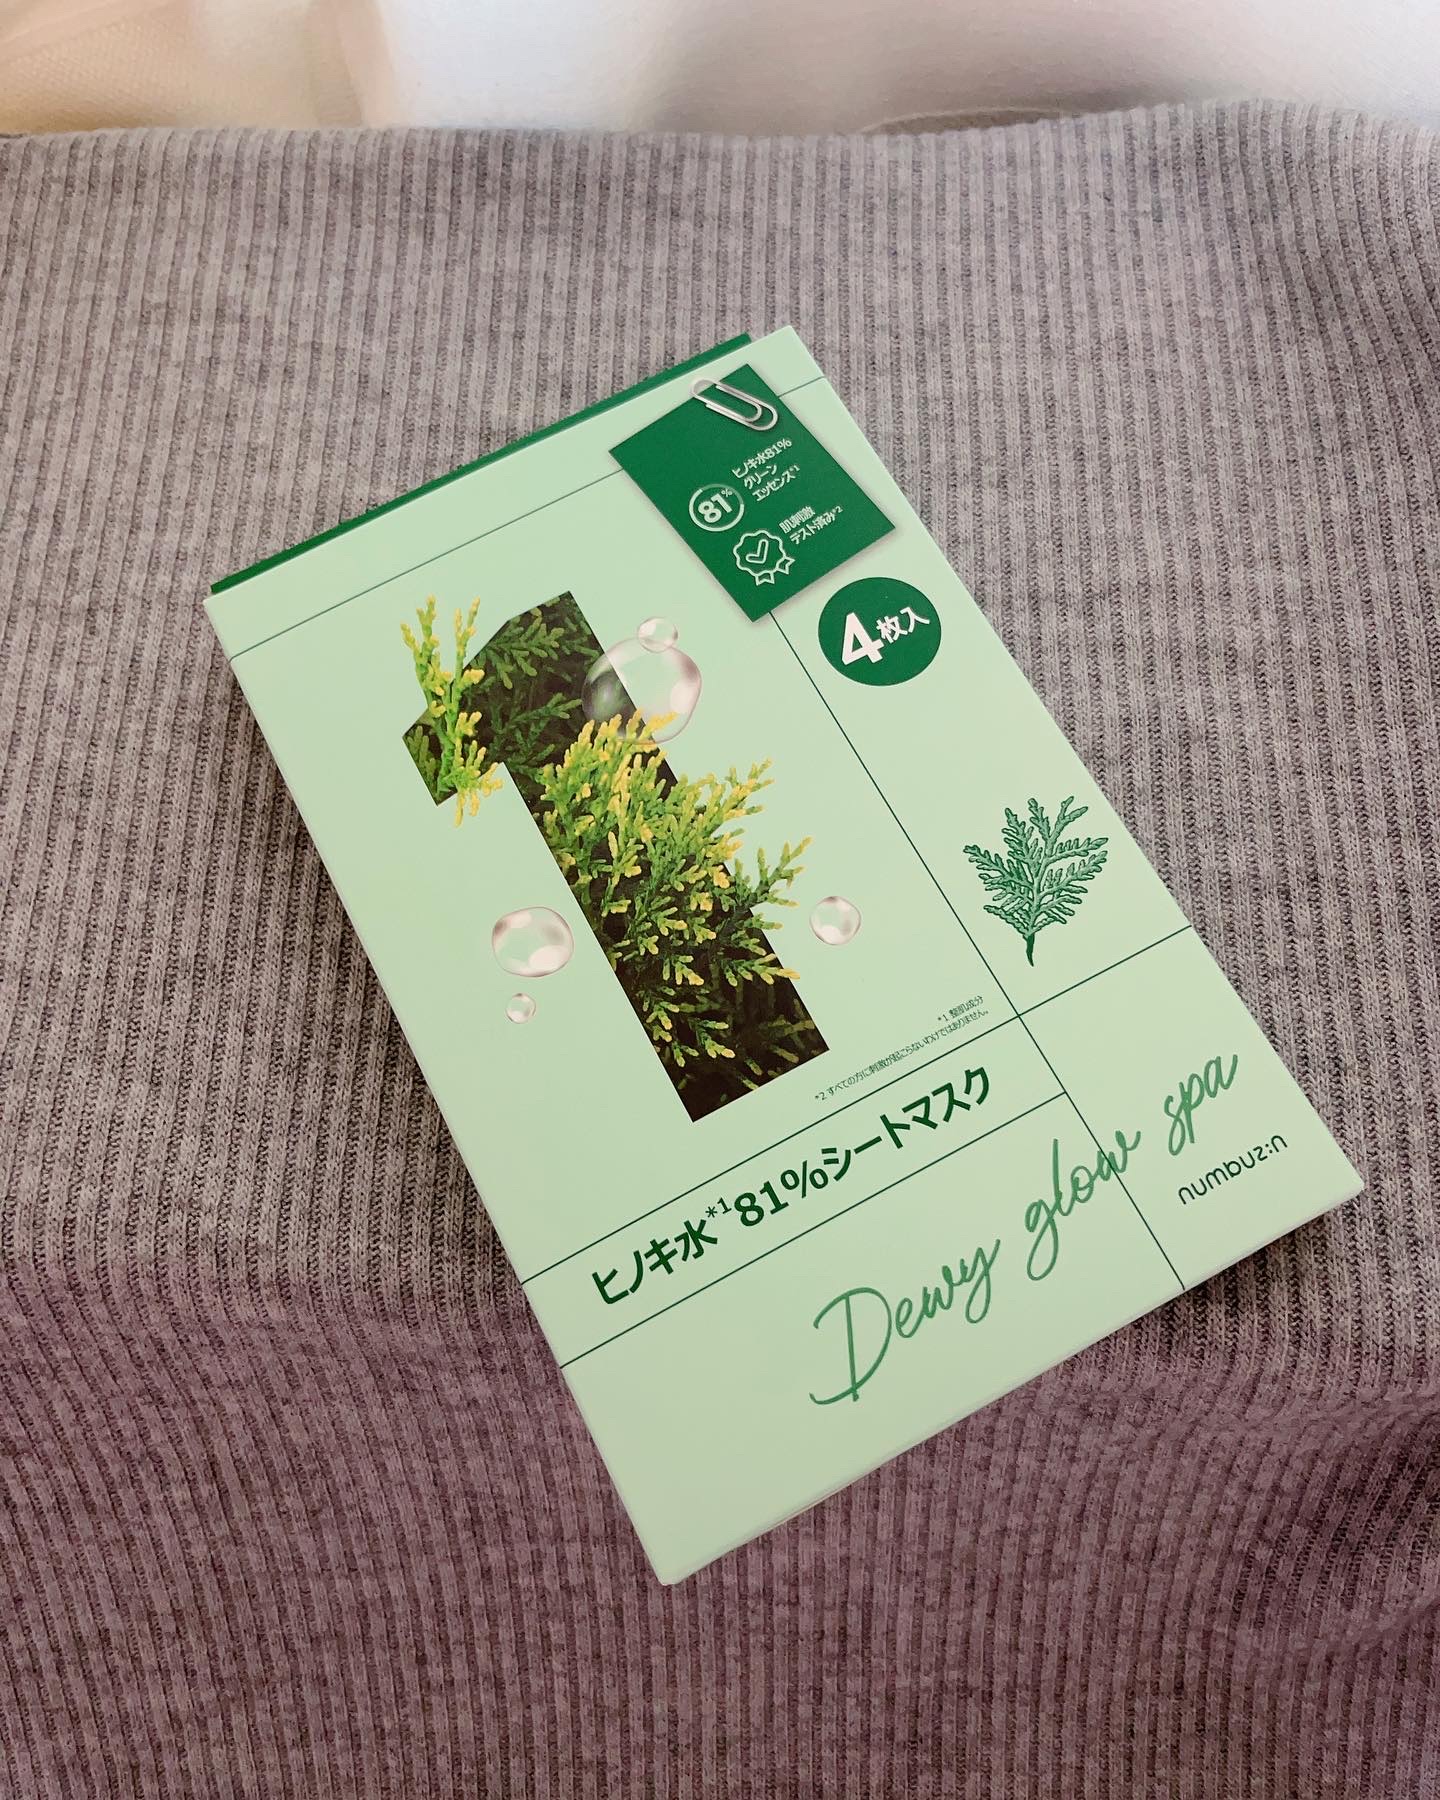 81%
ヒノキ水81%
グリーン
エッセンス*1
肌刺激
テスト済み*2
4枚入
1
*1 整肌成分
*2 すべての方に刺激が起こらないわけではありません。
ヒノキ水*1 81%シートマスク
Dewy glow spa
numbuz:n